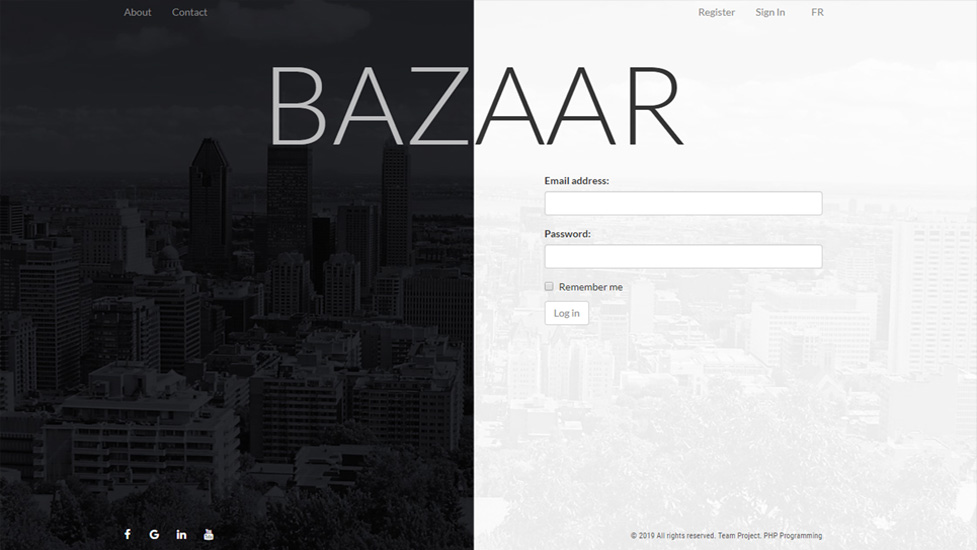 About Contact Register Sign In FR
BAZAAR
Email address:
Password:
Remember me
Log in
© 2019 All rights reserved. Team Project. PHP Programming